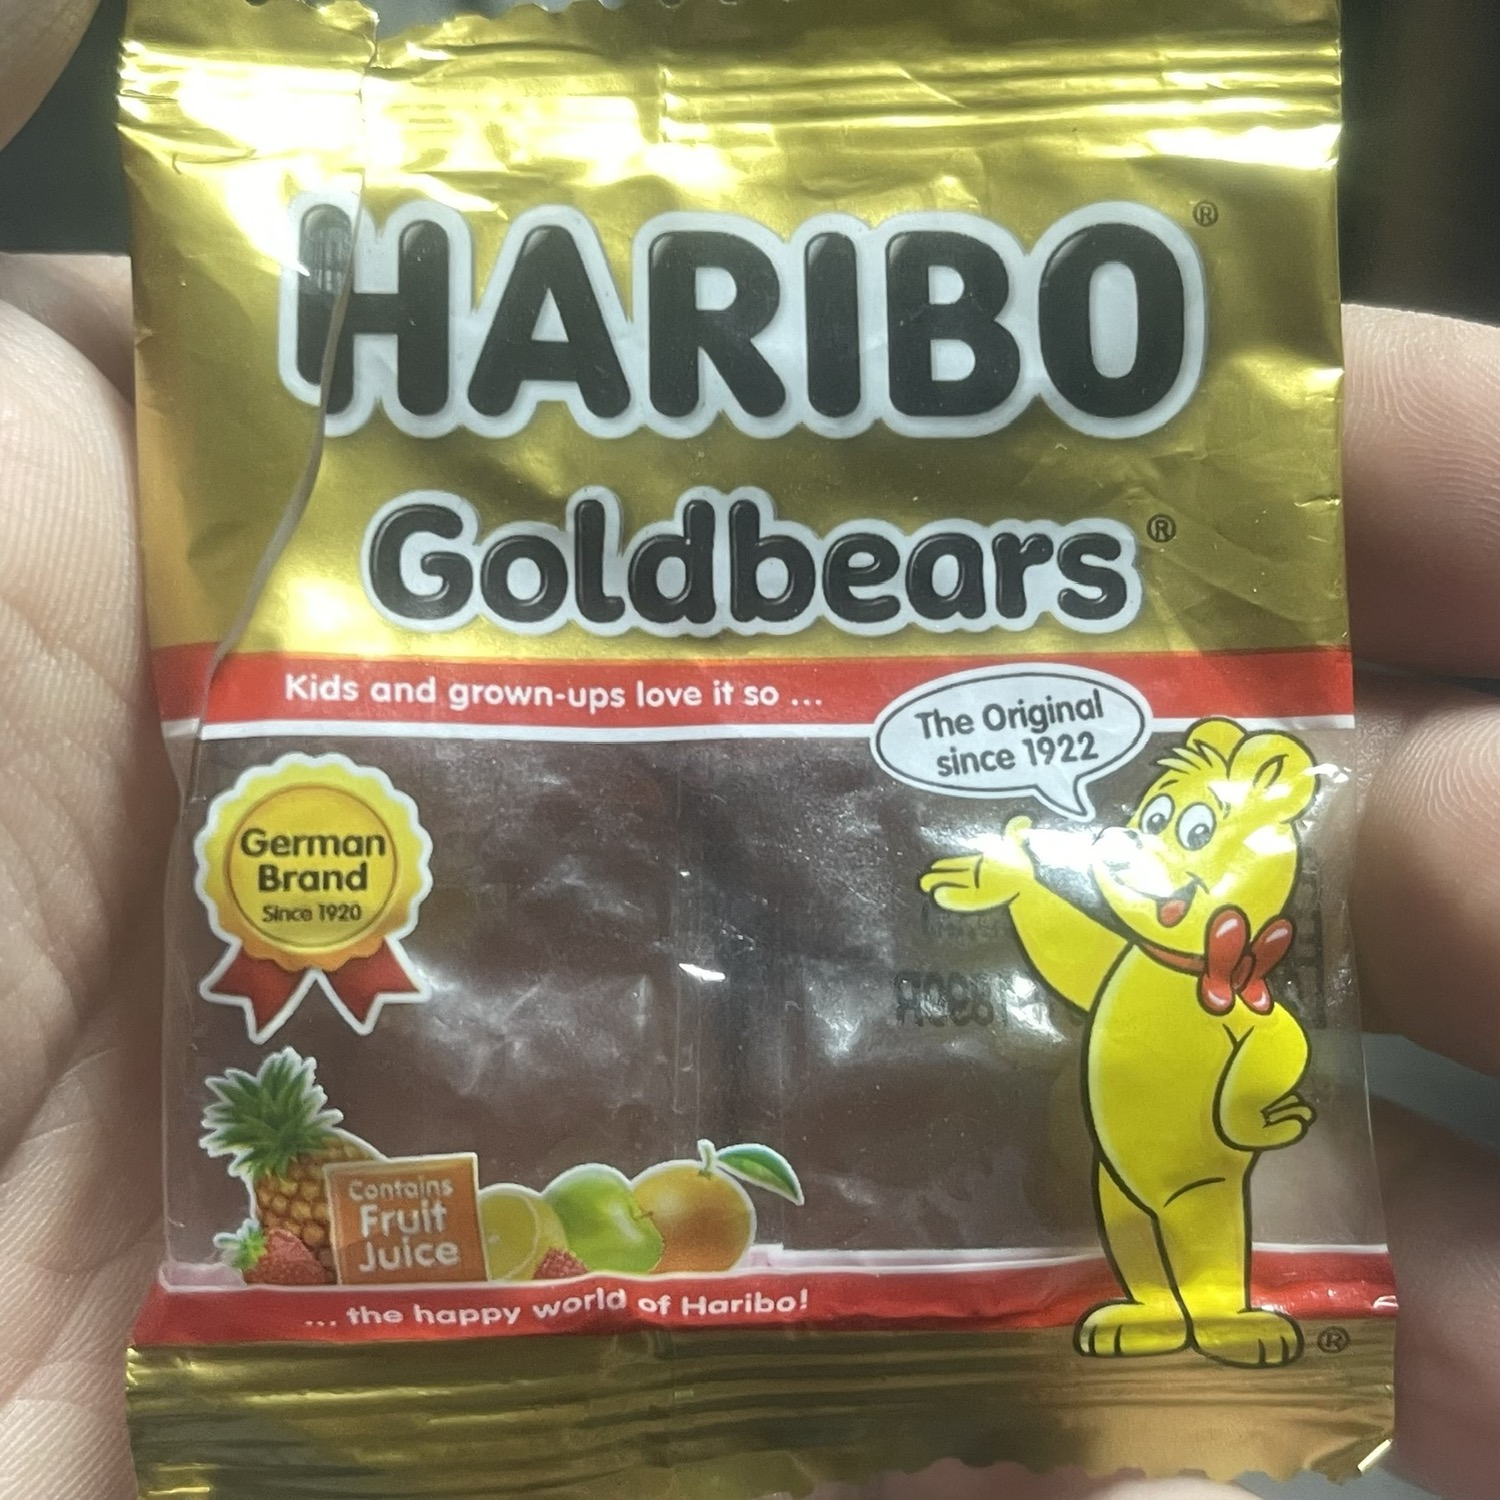 HARIBO®
Goldbears®
Kids and grown-ups love it so ...
The Original
since 1922
German
Brand
Since 1920
Contains
Fruit
Juice
... the happy world of Haribo!
®